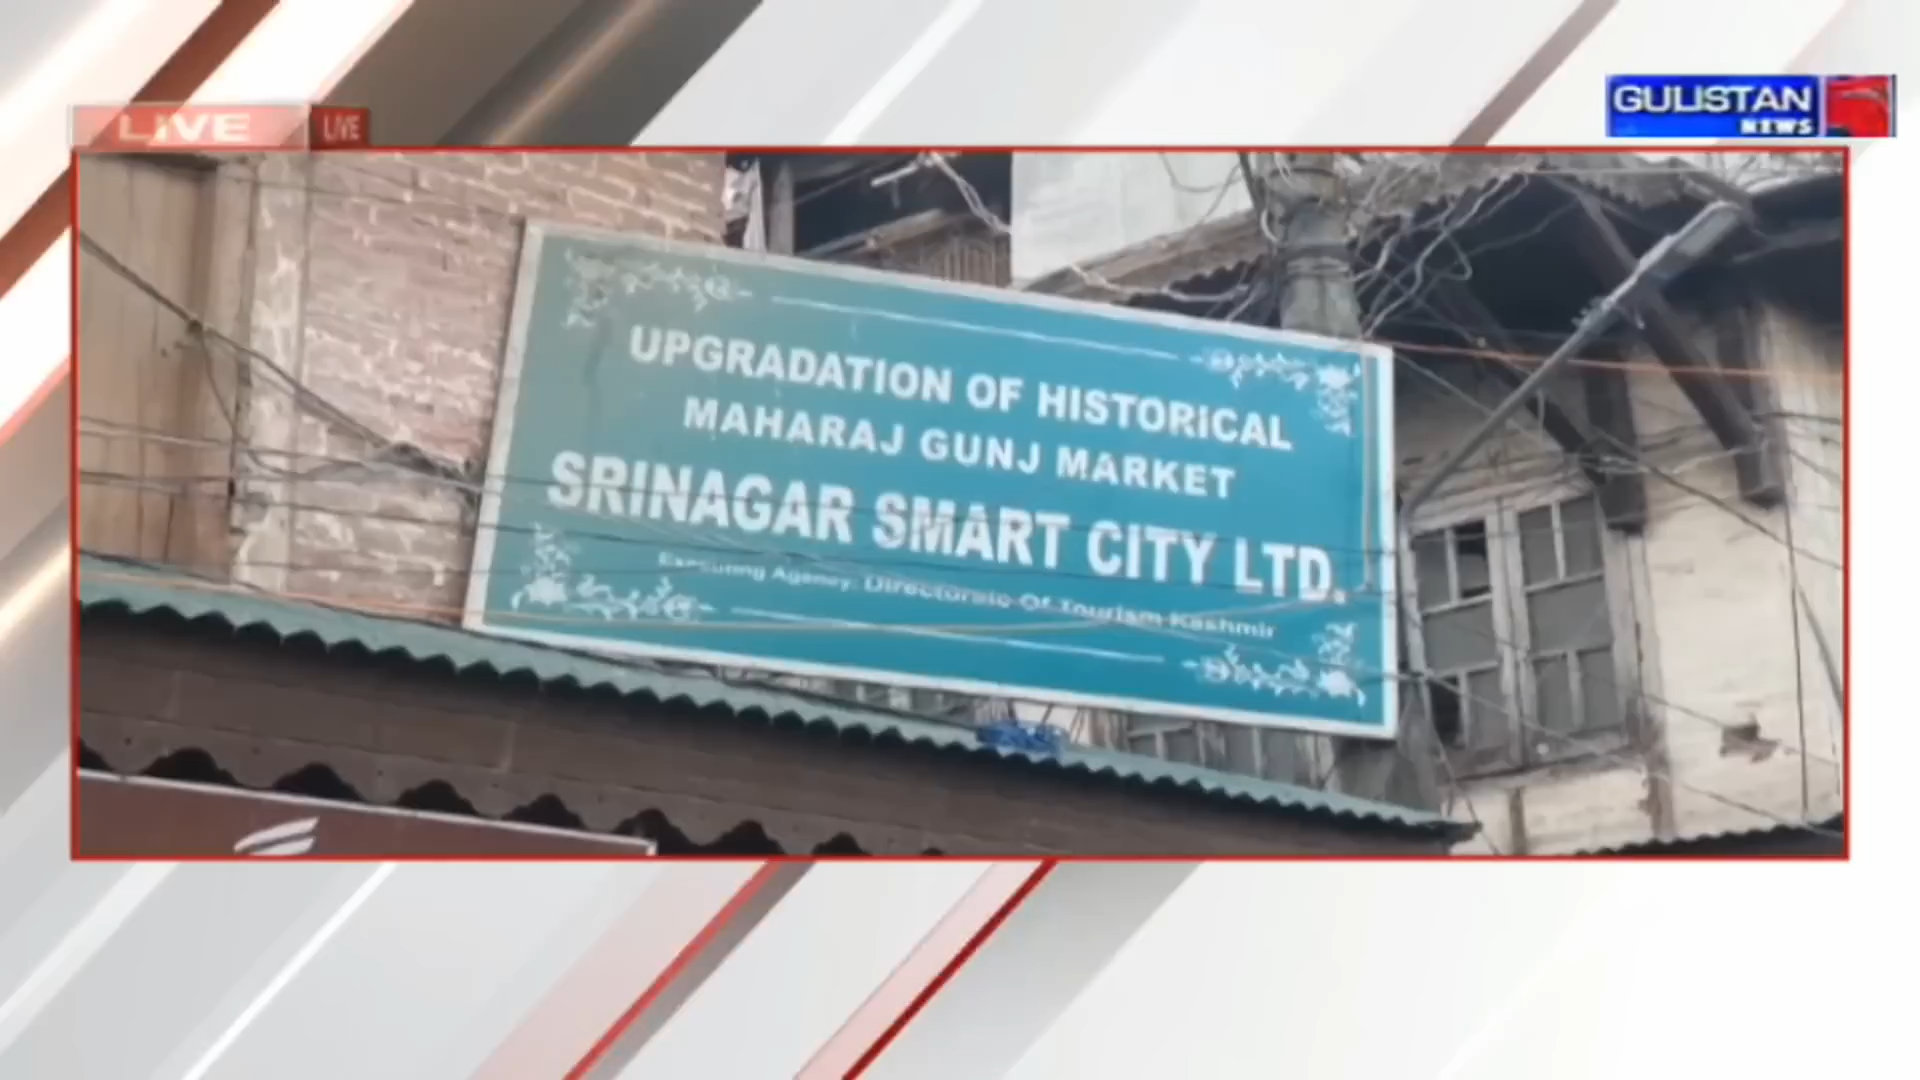 LIVE
LIVE
GULISTAN
NEWS
UPGRADATION OF HISTORICAL
MAHARAJ GUNJ MARKET
SRINAGAR SMART CITY LTD.
Executing Agency: Directorate Of Tourism Kashmir